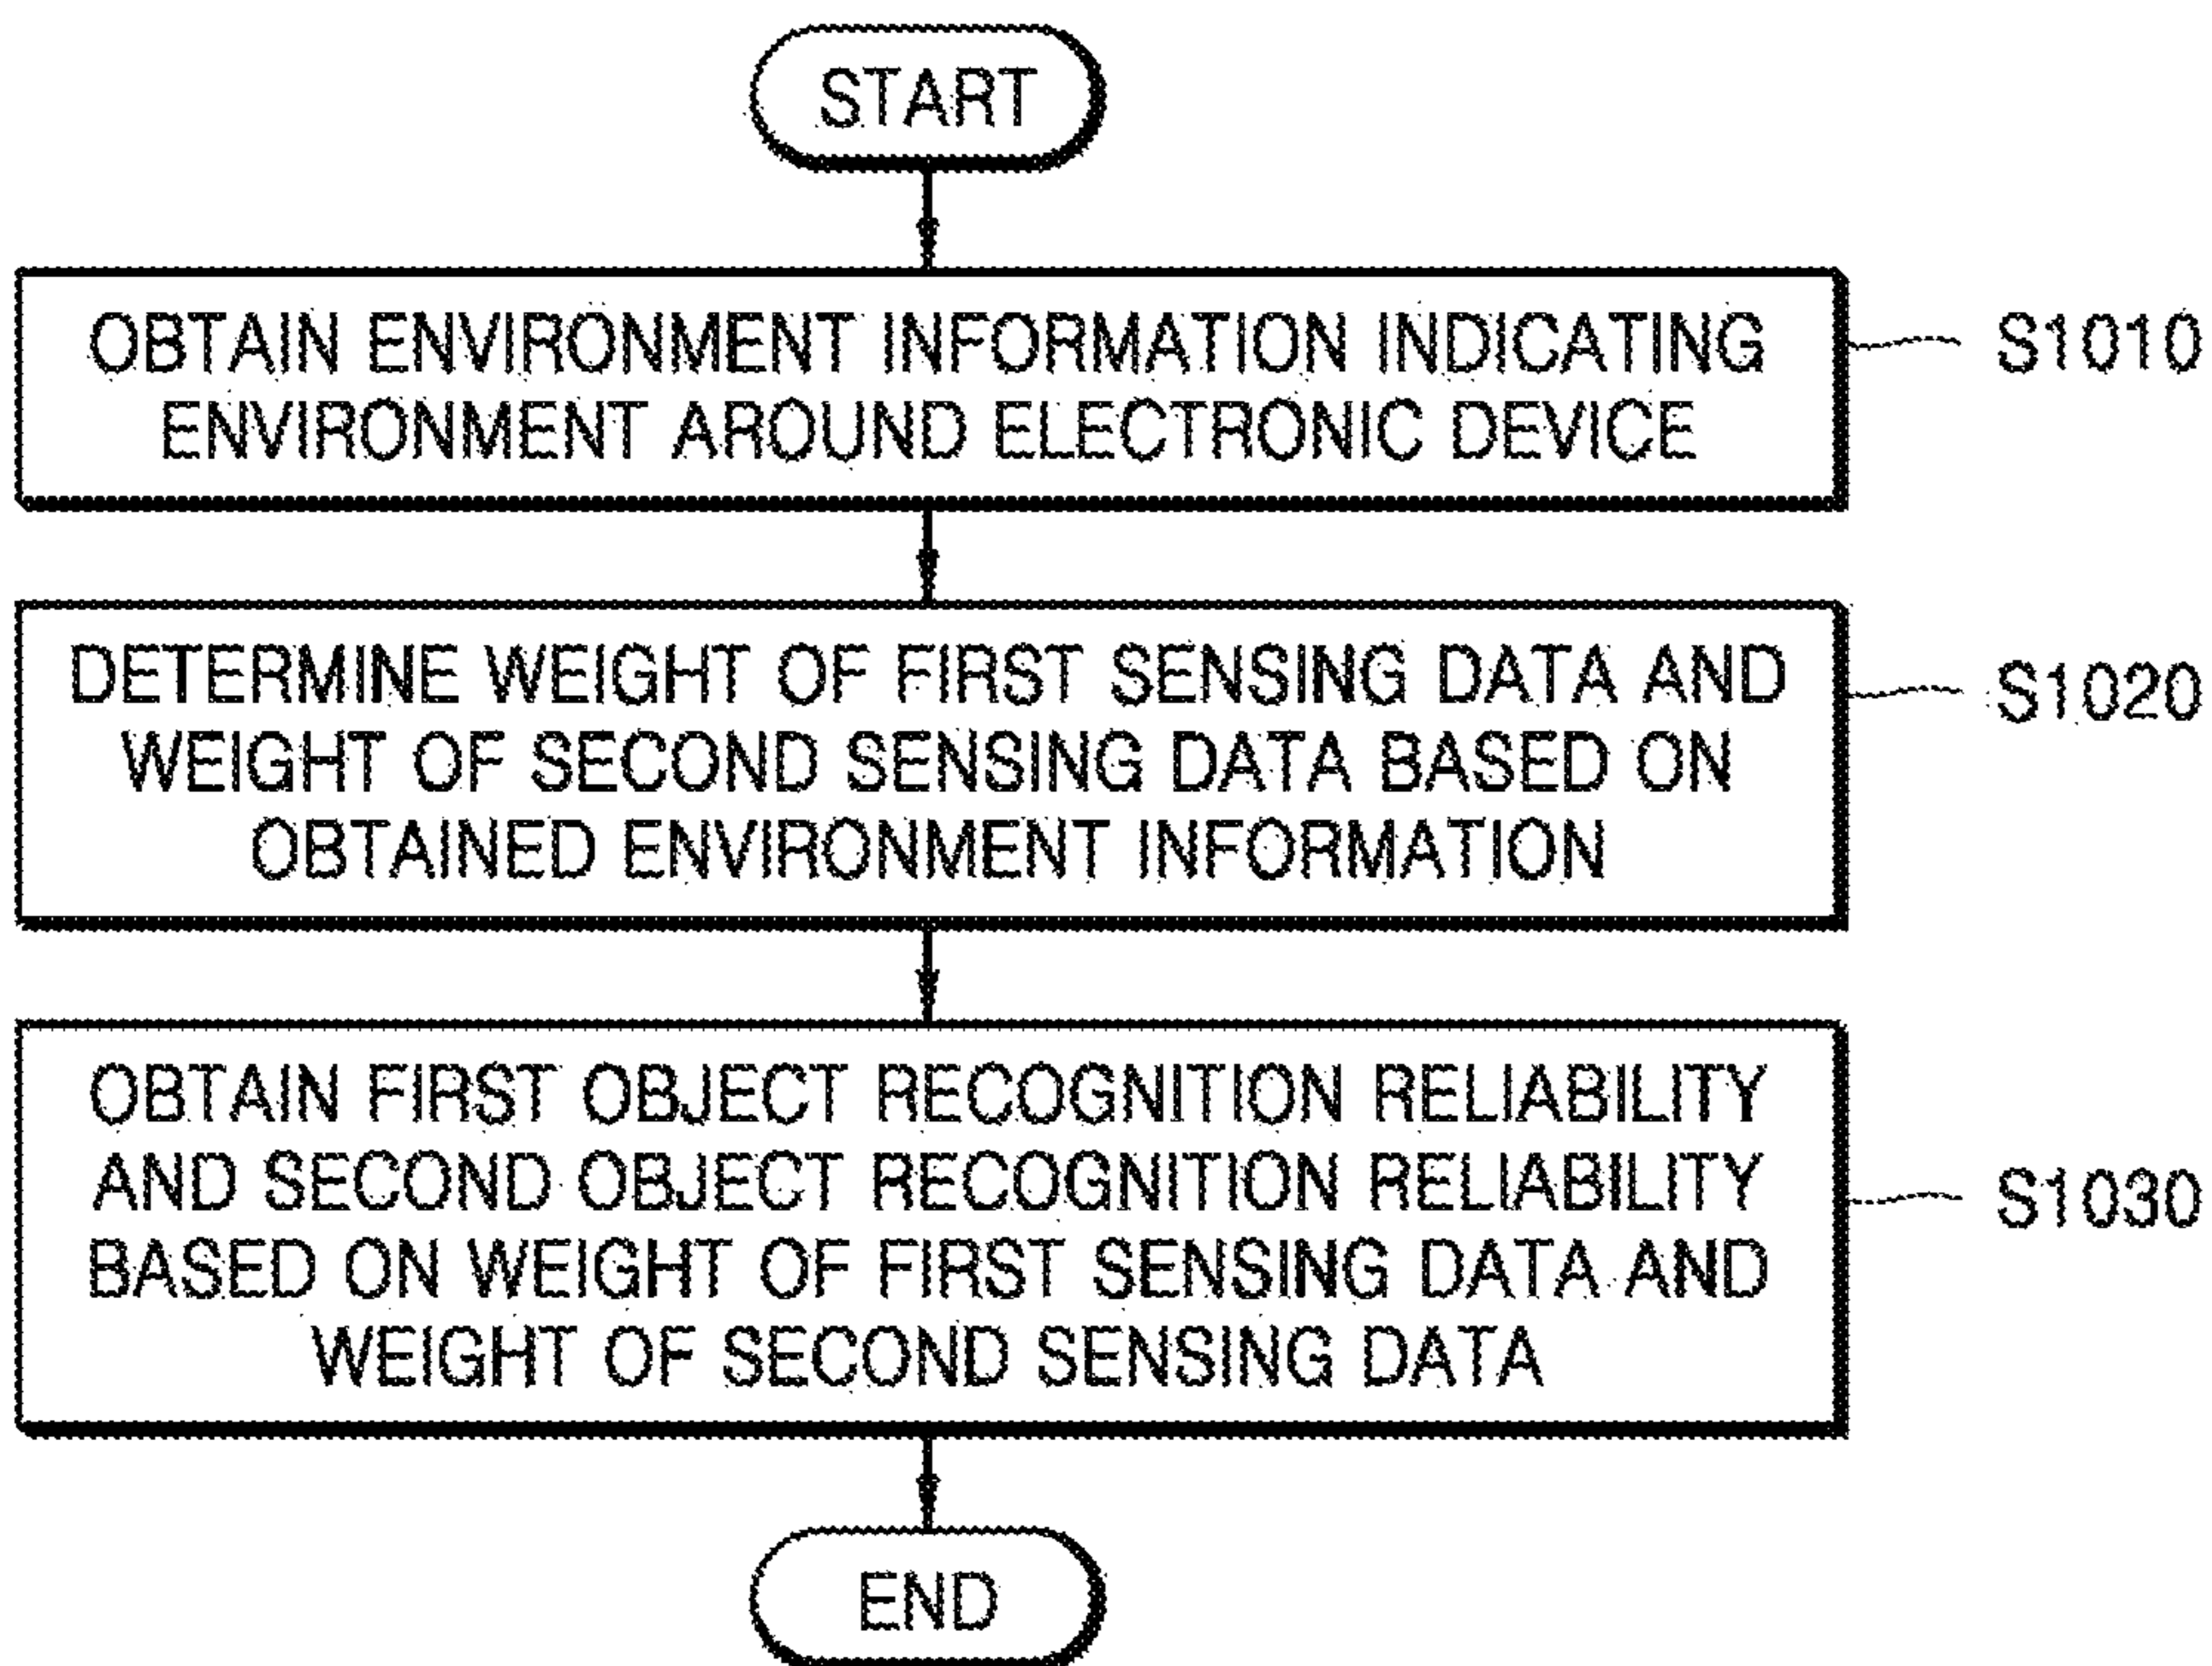 START
OBTAIN ENVIRONMENT INFORMATION INDICATING
ENVIRONMENT AROUND ELECTRONIC DEVICE
S1010
DETERMINE WEIGHT OF FIRST SENSING DATA AND
WEIGHT OF SECOND SENSING DATA BASED ON
OBTAINED ENVIRONMENT INFORMATION
S1020
OBTAIN FIRST OBJECT RECOGNITION RELIABILITY
AND SECOND OBJECT RECOGNITION RELIABILITY
BASED ON WEIGHT OF FIRST SENSING DATA AND
WEIGHT OF SECOND SENSING DATA
S1030
END